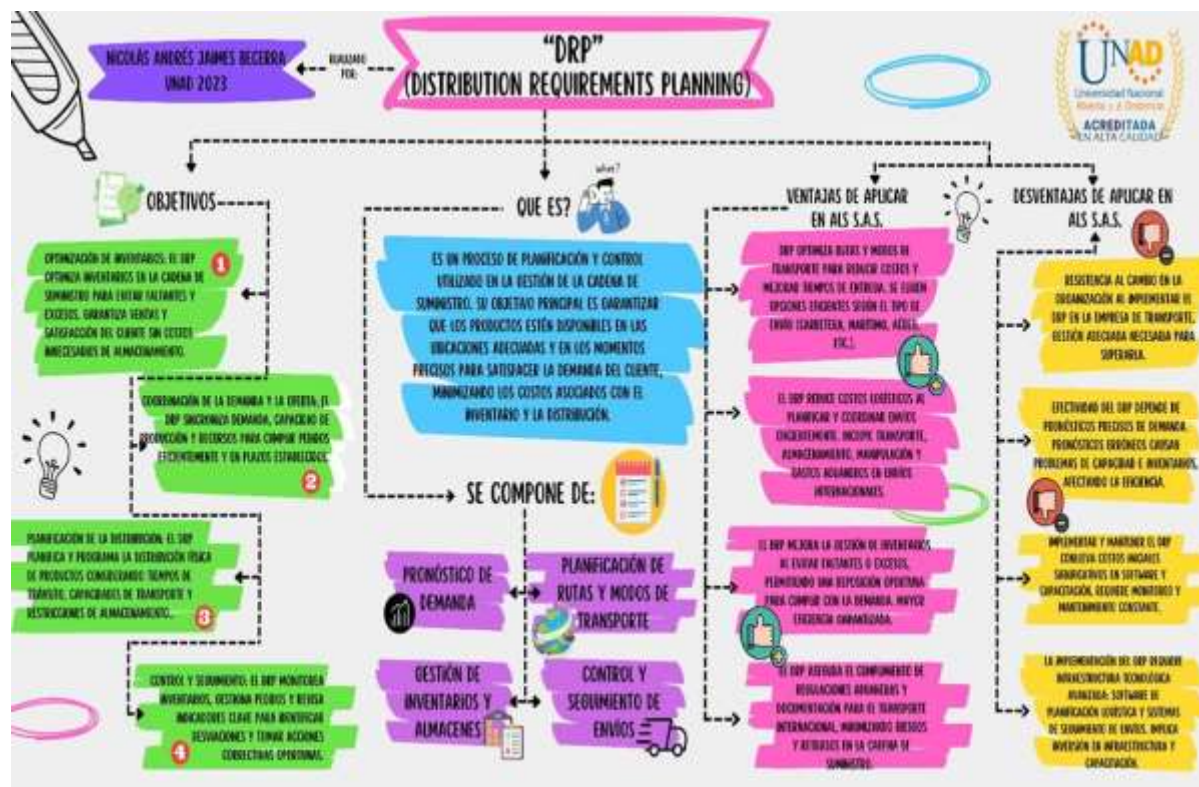 NICOLÁS ANDRÉS JAIMES BECERRA
UNAD 2023
REALIZADO
POR:
"DRP"
(DISTRIBUTION REQUIREMENTS PLANNING)
UNAD
Universidad Nacional
Abierta y a Distancia
ACREDITADA
EN ALTA CALIDAD
OBJETIVOS
OPTIMIZACIÓN DE INVENTARIOS: EL DRP
OPTIMIZA INVENTARIOS EN LA CADENA DE
SUMINISTRO PARA EVITAR FALTANTES Y
EXCESOS, GARANTIZA VENTAS Y
SATISFACCIÓN DEL CLIENTE SIN COSTOS
INNECESARIOS DE ALMACENAMIENTO.
1
COORDINACIÓN DE LA DEMANDA Y LA OFERTA, EL
DRP SINCRONIZA DEMANDA, CAPACIDAD DE
PRODUCCIÓN Y RECURSOS PARA CUMPLIR PEDIDOS
EFICIENTEMENTE Y EN PLAZOS ESTABLECIDOS.
2
PLANIFICACIÓN DE LA DISTRIBUCIÓN: EL DRP
PLANIFICA Y PROGRAMA LA DISTRIBUCIÓN FÍSICA
DE PRODUCTOS CONSIDERANDO TIEMPOS DE
TRÁNSITO, CAPACIDADES DE TRANSPORTE Y
RESTRICCIONES DE ALMACENAMIENTO..
3
CONTROL Y SEGUIMIENTO: EL DRP MONITOREA
INVENTARIOS, GESTIONA PEDIDOS Y REVISA
INDICADORES CLAVE PARA IDENTIFICAR
DESVIACIONES Y TOMAR ACCIONES
CORRECTIVAS OPORTUNAS.
4
what?
QUE ES?
ES UN PROCESO DE PLANIFICACIÓN Y CONTROL
UTILIZADO EN LA GESTIÓN DE LA CADENA DE
SUMINISTRO. SU OBJETIVO PRINCIPAL ES GARANTIZAR
QUE LOS PRODUCTOS ESTÉN DISPONIBLES EN LAS
UBICACIONES ADECUADAS Y EN LOS MOMENTOS
PRECISOS PARA SATISFACER LA DEMANDA DEL CLIENTE,
MINIMIZANDO LOS COSTOS ASOCIADOS CON EL
INVENTARIO Y LA DISTRIBUCIÓN.
SE COMPONE DE:
PRONÓSTICO DE
DEMANDA
PLANIFICACIÓN DE
RUTAS Y MODOS DE
TRANSPORTE
GESTIÓN DE
INVENTARIOS Y
ALMACENES
CONTROL Y
SEGUIMIENTO DE
ENVÍOS
VENTAJAS DE APLICAR
EN ALS S.A.S.
DRP OPTIMIZA RUTAS Y MODOS DE
TRANSPORTE PARA REDUCIR COSTOS Y
MEJORAR TIEMPOS DE ENTREGA. SE ELIGEN
OPCIONES EFICIENTES SEGÚN EL TIPO DE
ENVÍO (CARRETERA, MARÍTIMO, AÉREO,
ETC.).
EL DRP REDUCE COSTOS LOGÍSTICOS AL
PLANIFICAR Y COORDINAR ENVÍOS
EFICIENTEMENTE. INCLUYE TRANSPORTE,
ALMACENAMIENTO, MANIPULACIÓN Y
GASTOS ADUANEROS EN ENVÍOS
INTERNACIONALES.
EL DRP MEJORA LA GESTIÓN DE INVENTARIOS
AL EVITAR FALTANTES O EXCESOS,
PERMITIENDO UNA REPOSICIÓN OPORTUNA
PARA CUMPLIR CON LA DEMANDA. MAYOR
EFICIENCIA GARANTIZADA.
EL DRP ASEGURA EL CUMPLIMIENTO DE
REGULACIONES ADUANERAS Y
DOCUMENTACIÓN PARA EL TRANSPORTE
INTERNACIONAL, MINIMIZANDO RIESGOS
Y RETRASOS EN LA CADENA DE
SUMINISTRO.
DESVENTAJAS DE APLICAR EN
ALS S.A.S.
RESISTENCIA AL CAMBIO EN LA
ORGANIZACIÓN AL IMPLEMENTAR EL
DRP EN LA EMPRESA DE TRANSPORTE,
GESTIÓN ADECUADA NECESARIA PARA
SUPERARLA.
EFECTIVIDAD DEL DRP DEPENDE DE
PRONÓSTICOS PRECISOS DE DEMANDA.
PRONÓSTICOS ERRÓNEOS CAUSAN
PROBLEMAS DE CAPACIDAD E INVENTARIOS,
AFECTANDO LA EFICIENCIA.
IMPLEMENTAR Y MANTENER EL DRP
CONLLEVA COSTOS INICIALES
SIGNIFICATIVOS EN SOFTWARE Y
CAPACITACIÓN, REQUIERE MONITOREO Y
MANTENIMIENTO CONSTANTE.
LA IMPLEMENTACIÓN DEL DRP REQUIERE
INFRAESTRUCTURA TECNOLÓGICA
AVANZADA: SOFTWARE DE
PLANIFICACIÓN LOGÍSTICA Y SISTEMAS
DE SEGUIMIENTO DE ENVÍOS. IMPLICA
INVERSIÓN EN INFRAESTRUCTURA Y
CAPACITACIÓN.